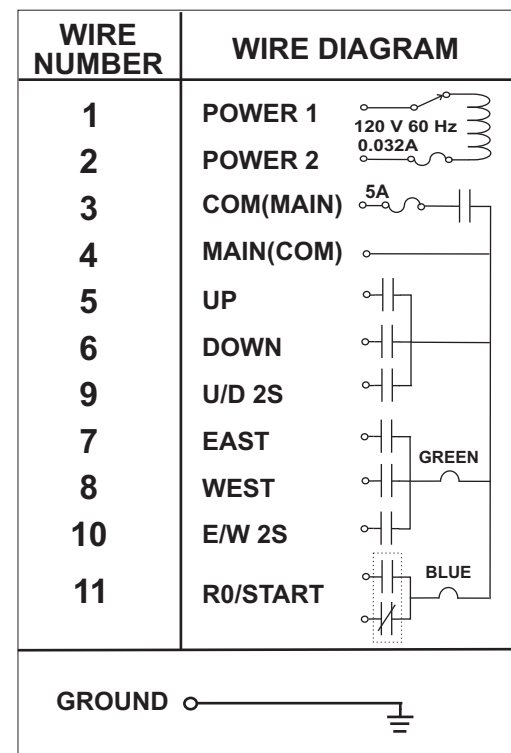 WIRE NUMBER WIRE DIAGRAM
1 POWER 1
120 V 60 Hz
0.032A
2 POWER 2
3 COM(MAIN) 5A
4 MAIN(COM)
5 UP
6 DOWN
9 U/D 2S
7 EAST
GREEN
8 WEST
10 E/W 2S
11 R0/START BLUE
GROUND